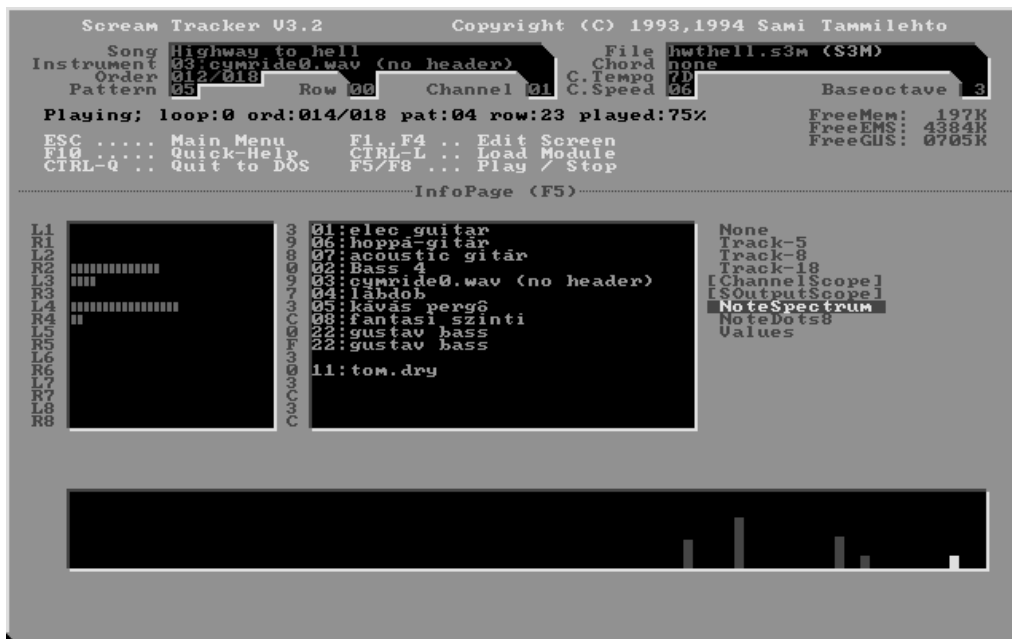 Scream Tracker V3.2 Copyright (C) 1993,1994 Sami Tammilehto
Song Highway to hell File hwthell.s3m (S3M)
Instrument 03:cymride0.wav (no header) Chord none
Order 012/018 C.Tempo 7D
Pattern 05 Row 00 Channel 01 C.Speed 06 Baseoctave 3
Playing; loop:0 ord:014/018 pat:04 row:23 played:75% FreeMem: 197K
FreeEMS: 4384K
ESC ..... Main Menu F1..F4 .. Edit Screen FreeGUS: 0705K
F10 ..... Quick-Help CTRL-L .. Load Module
CTRL-Q .. Quit to DOS F5/F8 ... Play / Stop
InfoPage (F5)
L1 3 01:elec guitar None
R1 9 06:hoppá-gitár Track-5
L2 8 07:acoustic gitár Track-8
R2 0 02:Bass 4 Track-18
L3 9 03:cymride0.wav (no header) [ChannelScope]
R3 7 04:lábdob [SOutputScope]
L4 3 05:kávás pergô NoteSpectrum
R4 C 08:fantasi szinti NoteDots8
L5 0 22:gustav bass Values
R5 F 22:gustav bass
L6 3
R6 0 11:tom.dry
L7 3
R7 C
L8 3
R8 C